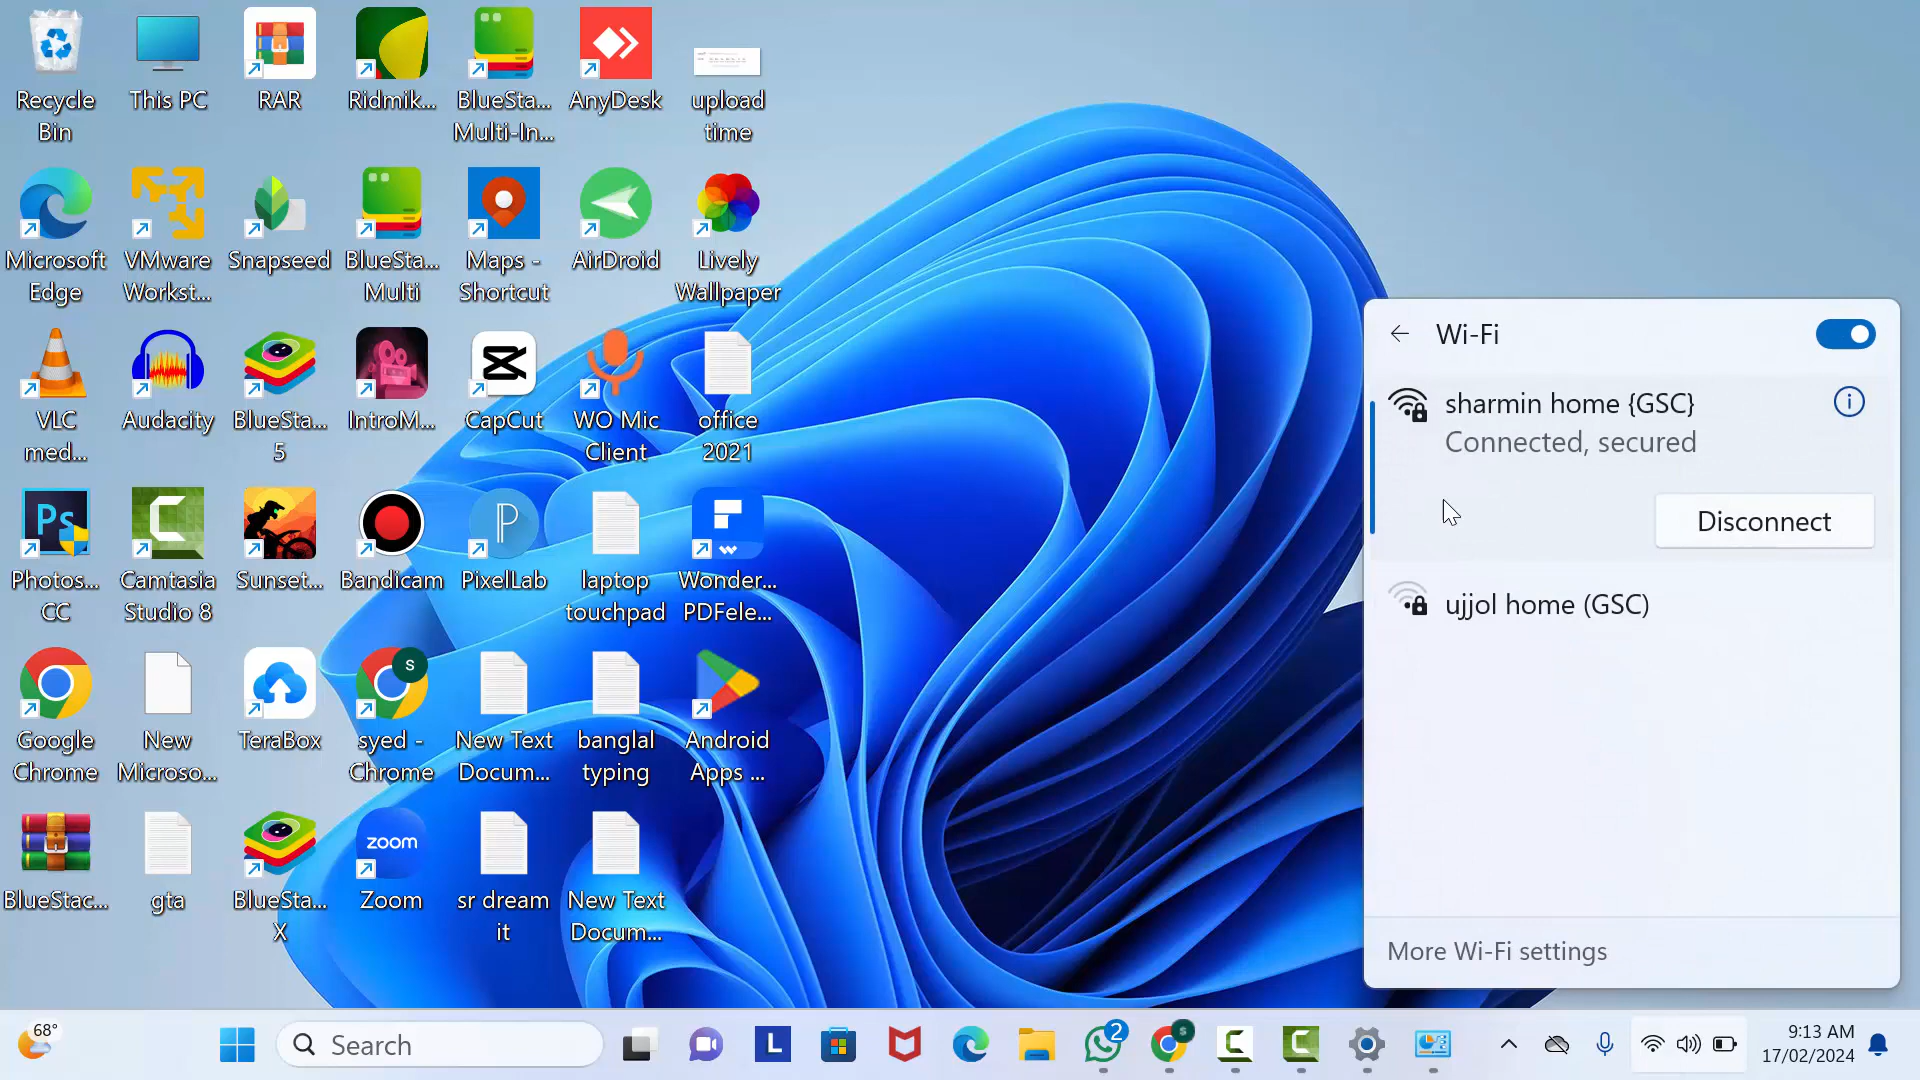 Recycle
Bin
This PC
RAR
Ridmik...
BlueSta...
Multi-In...
AnyDesk
upload
time
Microsoft
Edge
VMware
Workst...
Snapseed
BlueSta...
Multi
Maps -
Shortcut
AirDroid
Lively
Wallpaper
VLC
med...
Audacity
BlueSta...
5
IntroM...
CapCut
WO Mic
Client
office
2021
Ps
Photos...
CC
Camtasia
Studio 8
Sunset...
Bandicam
PixelLab
laptop
touchpad
Wonder...
PDFele...
Google
Chrome
New
Microso...
TeraBox
s
syed -
Chrome
New Text
Docum...
banglal
typing
Android
Apps ...
BlueStac...
gta
BlueSta...
X
zoom
Zoom
sr dream
it
New Text
Docum...
Wi-Fi
sharmin home {GSC}
Connected, secured
Disconnect
ujjol home (GSC)
More Wi-Fi settings
68°
Search
L
2
s
9:13 AM
17/02/2024